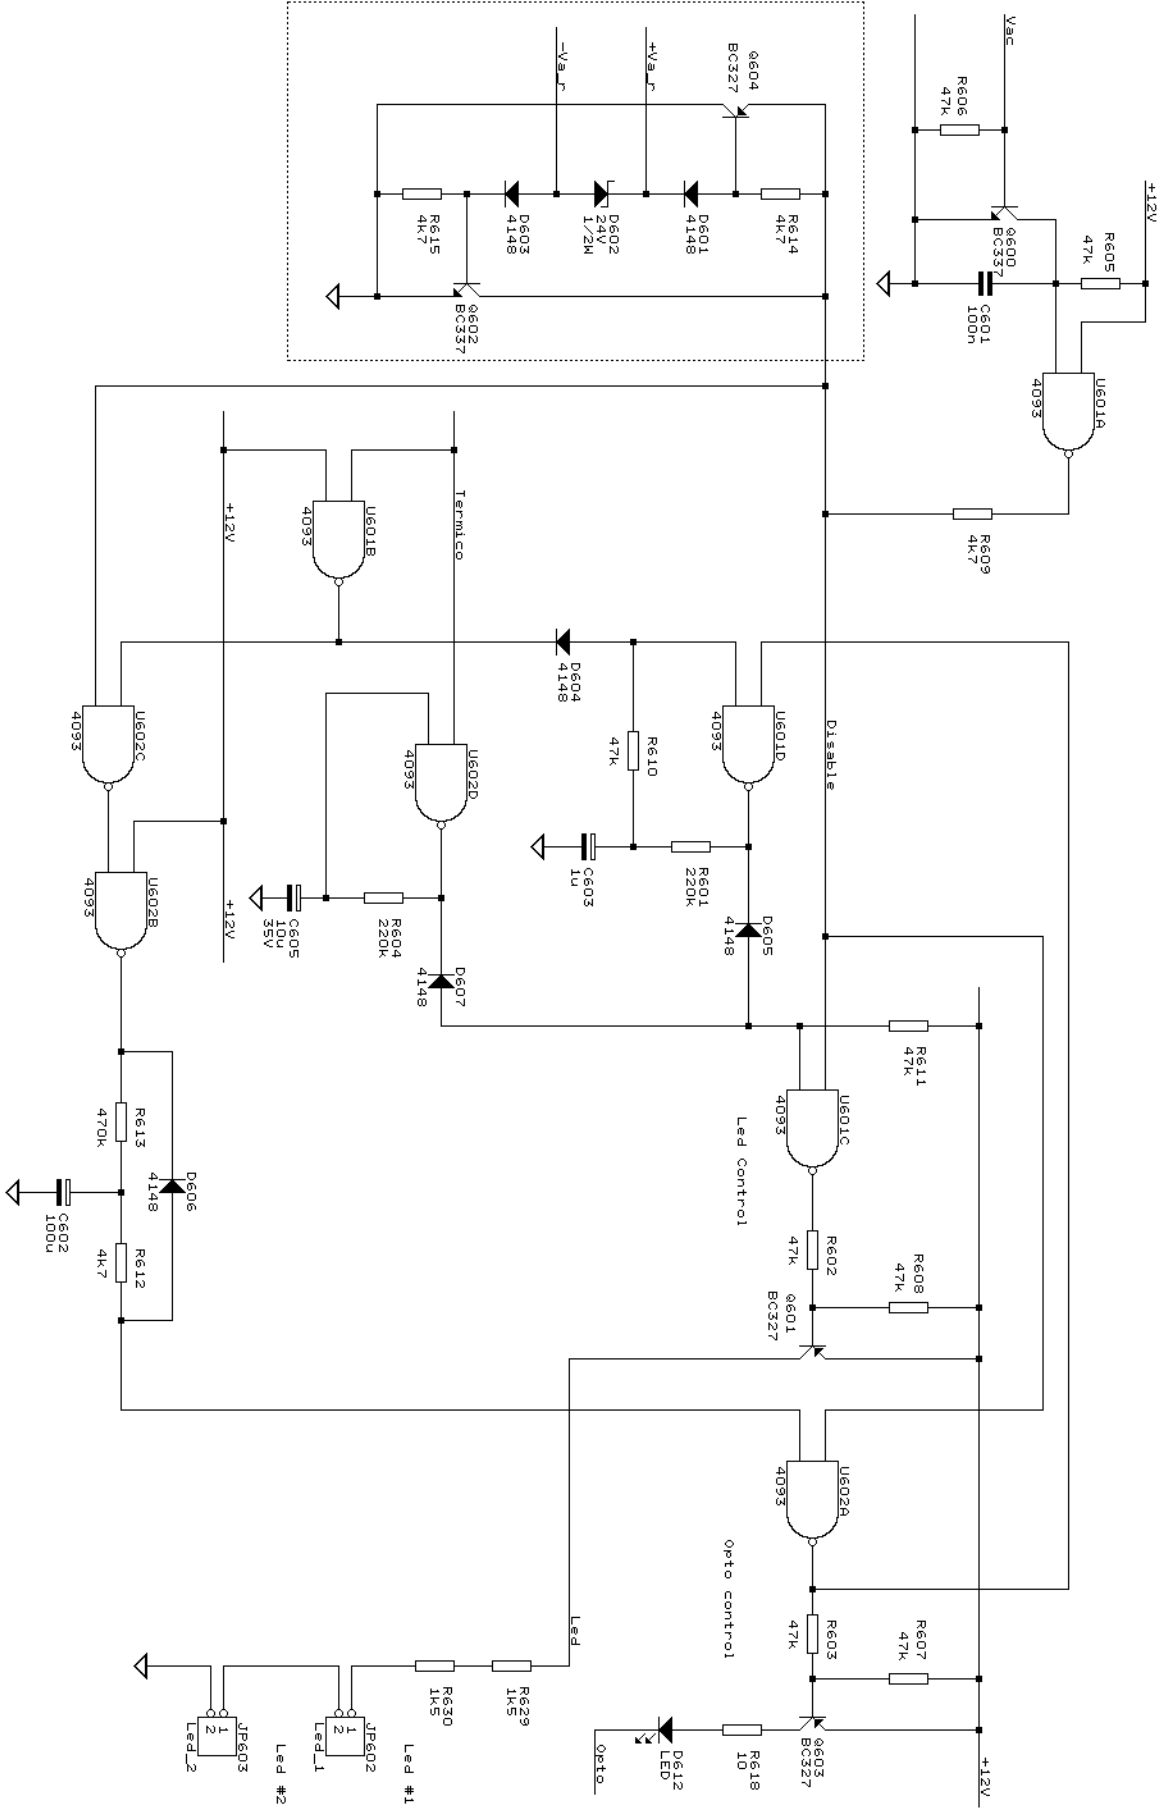 Vac
+12V
R606
47k
Q600
BC337
R605
47k
C601
100n
U601A
4093
R609
4k7
Q604
BC327
+Va_r
-Va_r
R614
4k7
D601
4148
D602
24V
1/2W
D603
4148
R615
4k7
Q602
BC337
Termico
+12V
U601B
4093
D604
4148
R610
47k
U601D
4093
Disable
U602C
4093
U602D
4093
C603
1u
R601
220k
D605
4148
U602B
4093
+12V
C605
10u
35V
R604
220k
D607
4148
R611
47k
U601C
4093
Led Control
R613
470k
D606
4148
C602
100u
R612
4k7
R602
47k
R608
47k
Q601
BC327
U602A
4093
Opto control
R603
47k
R607
47k
Led
R629
1k5
R630
1k5
Q603
BC327
R618
10
D612
LED
Opto
+12V
JP602
1
2
Led_1
Led #1
JP603
1
2
Led_2
Led #2